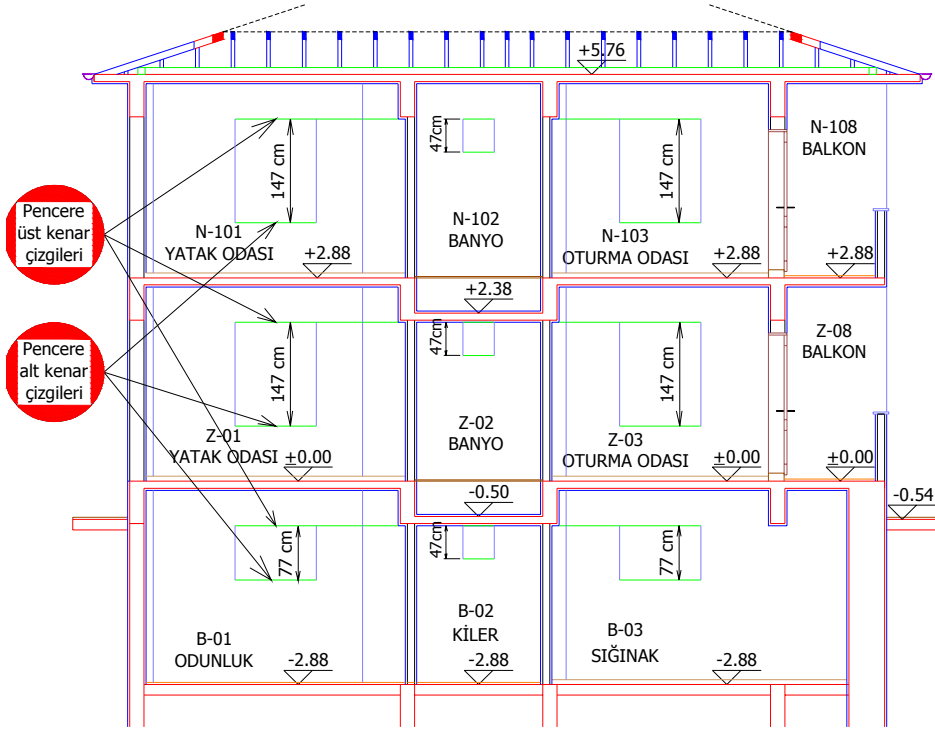 +5.76
N-108
BALKON
47cm
147 cm
147 cm
Pencere
üst kenar
çizgileri
N-101
YATAK ODASI
+2.88
N-102
BANYO
N-103
OTURMA ODASI
+2.88
+2.88
+2.38
Pencere
alt kenar
çizgileri
47cm
147 cm
147 cm
Z-08
BALKON
Z-01
YATAK ODASI
±0.00
Z-02
BANYO
Z-03
OTURMA ODASI
±0.00
±0.00
-0.50
-0.54
77 cm
47cm
77 cm
B-01
ODUNLUK
-2.88
B-02
KİLER
-2.88
B-03
SIĞINAK
-2.88